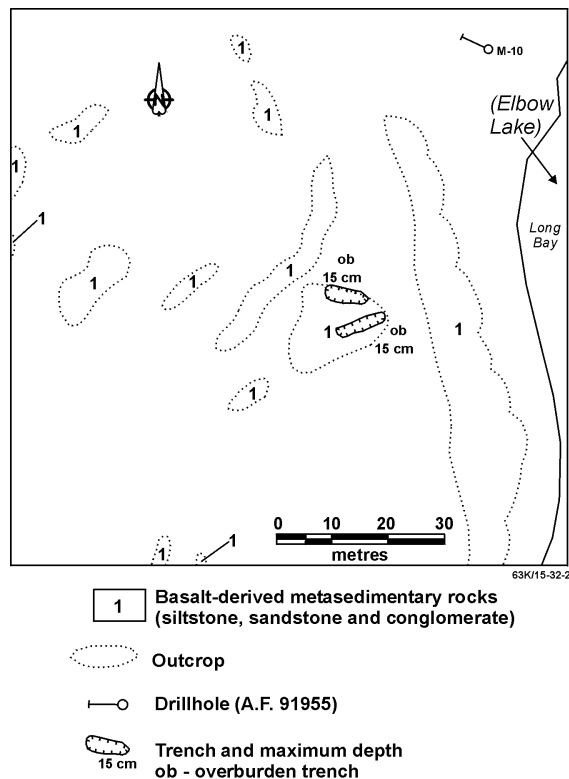 1
M-10
N
1
(Elbow
Lake)
1
1
1
Long
Bay
ob
15 cm
1
1
1
1
ob
15 cm
1
1
0 10 20 30
metres
1
1
63K/15-32-2
1 Basalt-derived metasedimentary rocks
(siltstone, sandstone and conglomerate)
Outcrop
Drillhole (A.F. 91955)
Trench and maximum depth
15 cm ob - overburden trench